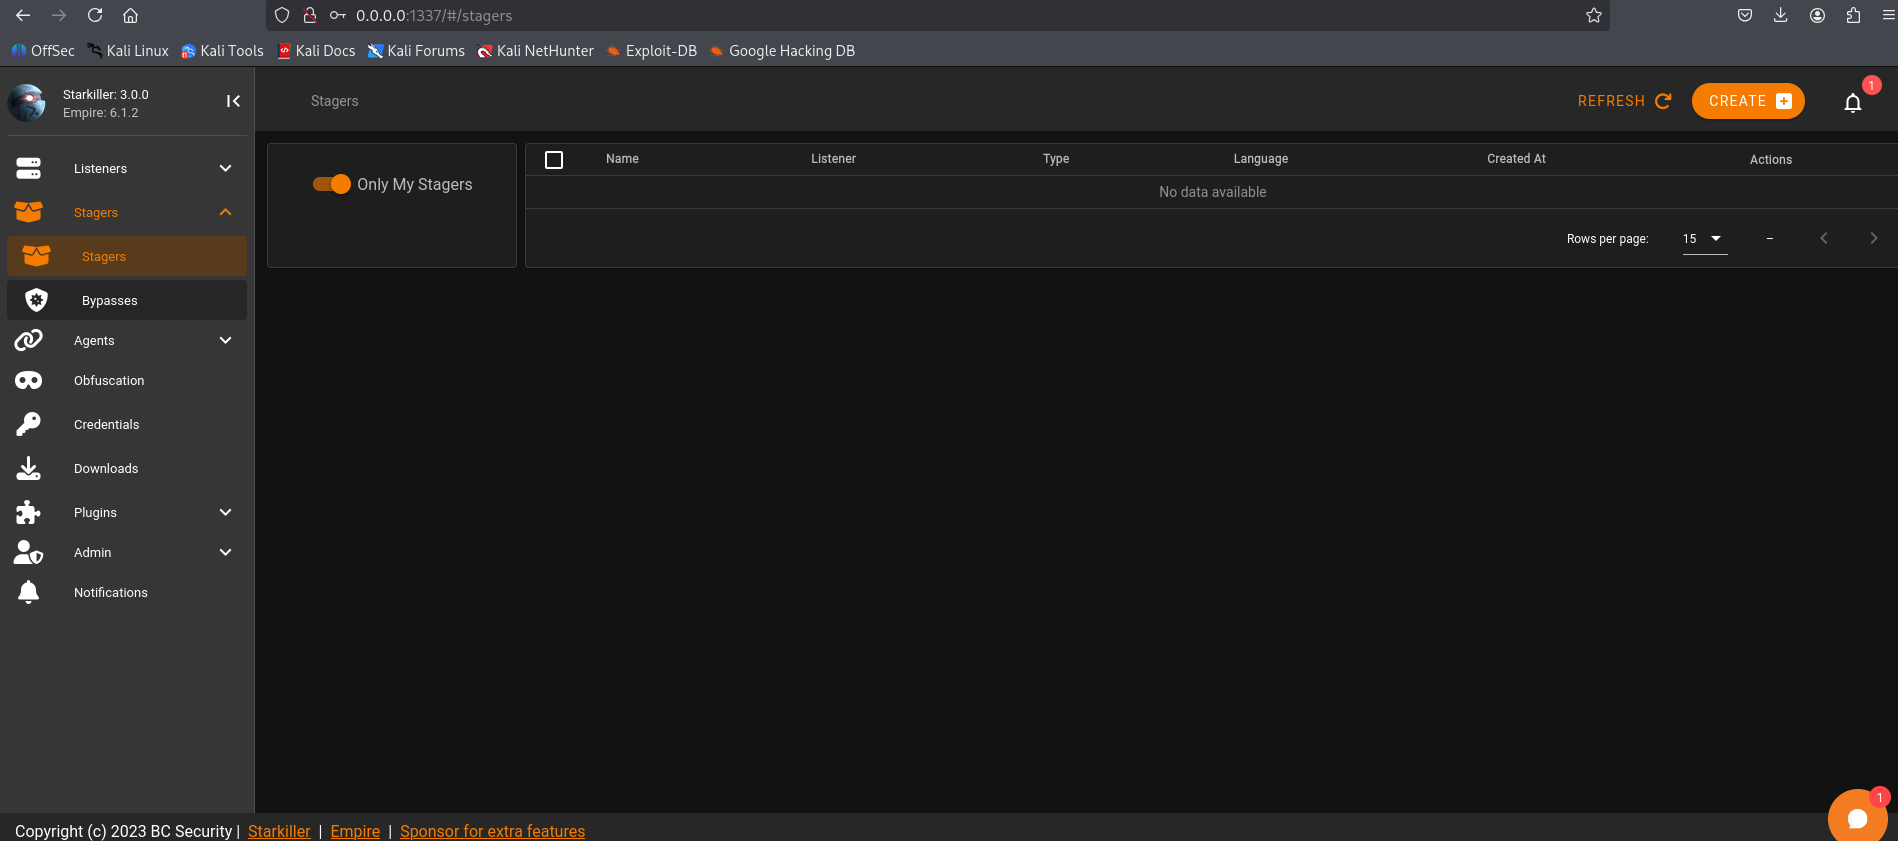 0.0.0.0:1337/#/stagers
OffSec Kali Linux Kali Tools Kali Docs Kali Forums Kali NetHunter Exploit-DB Google Hacking DB
Starkiller: 3.0.0
Empire: 6.1.2
Listeners
Stagers
Stagers
Bypasses
Agents
Obfuscation
Credentials
Downloads
Plugins
Admin
Notifications
Stagers
REFRESH CREATE 1
Only My Stagers
Name Listener Type Language Created At Actions
No data available
Rows per page: 15 –
1
Copyright (c) 2023 BC Security | Starkiller | Empire | Sponsor for extra features